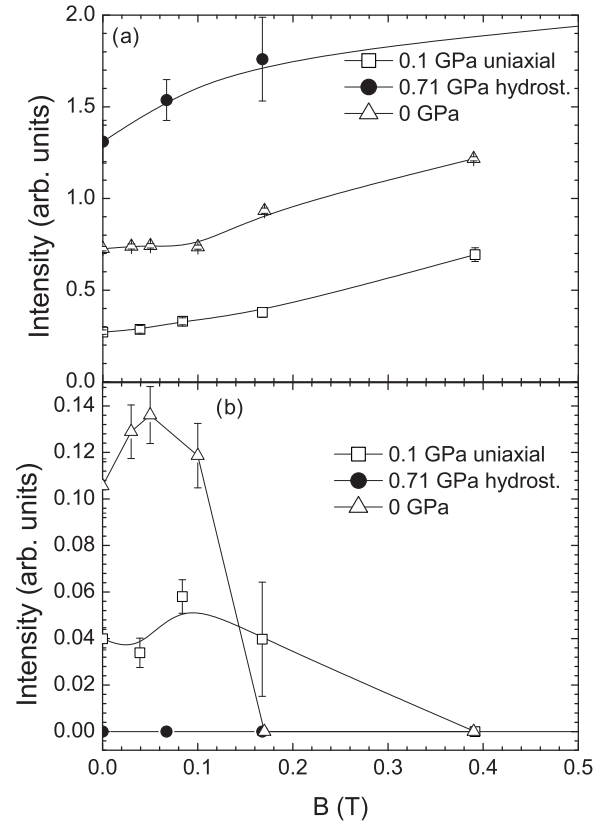 2.0
(a)
0.1 GPa uniaxial
0.71 GPa hydrost.
0 GPa
1.5
1.0
0.5
0.0
Intensity (arb. units)
(b)
0.14
0.12
0.10
0.08
0.06
0.04
0.02
0.00
0.1 GPa uniaxial
0.71 GPa hydrost.
0 GPa
Intensity (arb. units)
0.0 0.1 0.2 0.3 0.4 0.5
B (T)